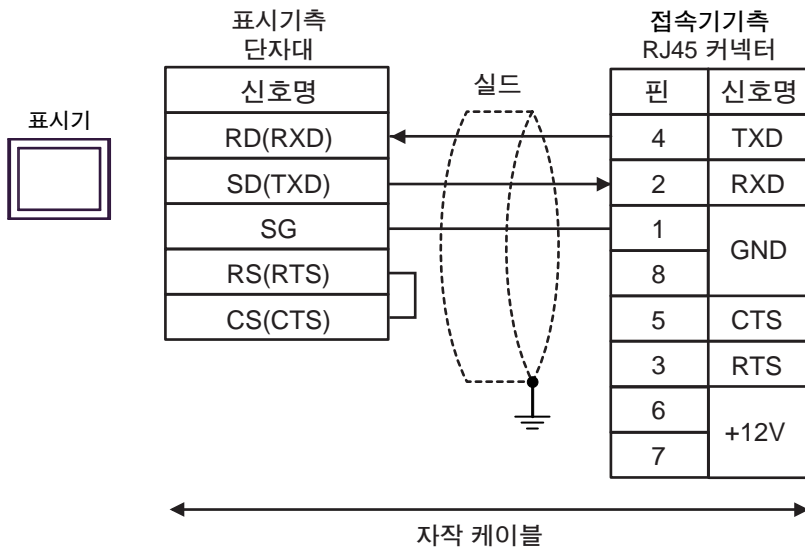 표시기측
단자대
접속기기측
RJ45 커넥터
표시기
신호명
실드
핀 신호명
RD(RXD)
4 TXD
SD(TXD)
2 RXD
SG
1
GND
RS(RTS)
8
CS(CTS)
5 CTS
3 RTS
6
+12V
7
자작 케이블